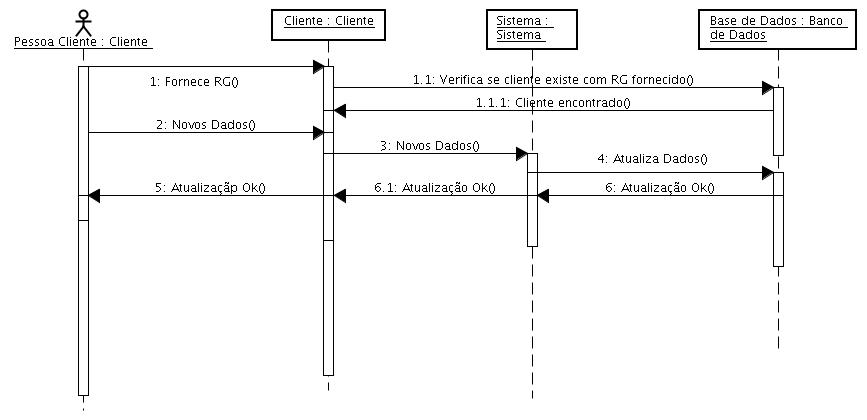 Pessoa Cliente : Cliente
Cliente : Cliente
Sistema :
Sistema
Base de Dados : Banco
de Dados
1: Fornece RG()
1.1: Verifica se cliente existe com RG fornecido()
1.1.1: Cliente encontrado()
2: Novos Dados()
3: Novos Dados()
4: Atualiza Dados()
5: Atualizaçãp Ok()
6.1: Atualização Ok()
6: Atualização Ok()